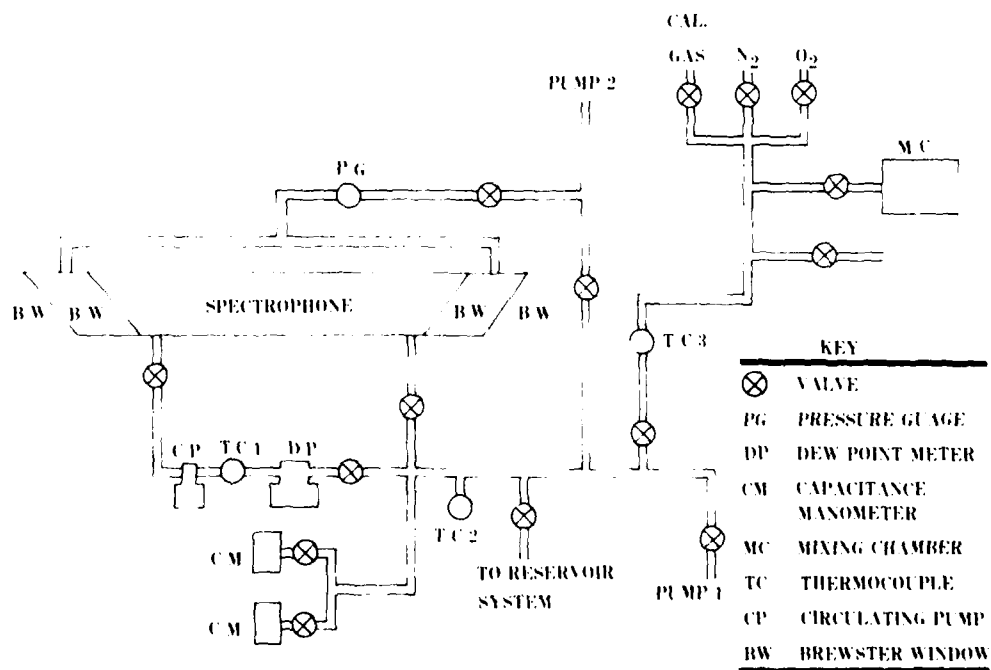 CAL.
GAS N2 O2
PUMP 2
MC
PG
BW BW SPECTROPHONE BW BW
TC3
CP TC1 DP
TC2
CM
CM
TO RESERVOIR
SYSTEM
PUMP 1
KEY
VALVE
PG PRESSURE GUAGE
DP DEW POINT METER
CM CAPACITANCE
MANOMETER
MC MIXING CHAMBER
TC THERMOCOUPLE
CP CIRCULATING PUMP
BW BREWSTER WINDOW